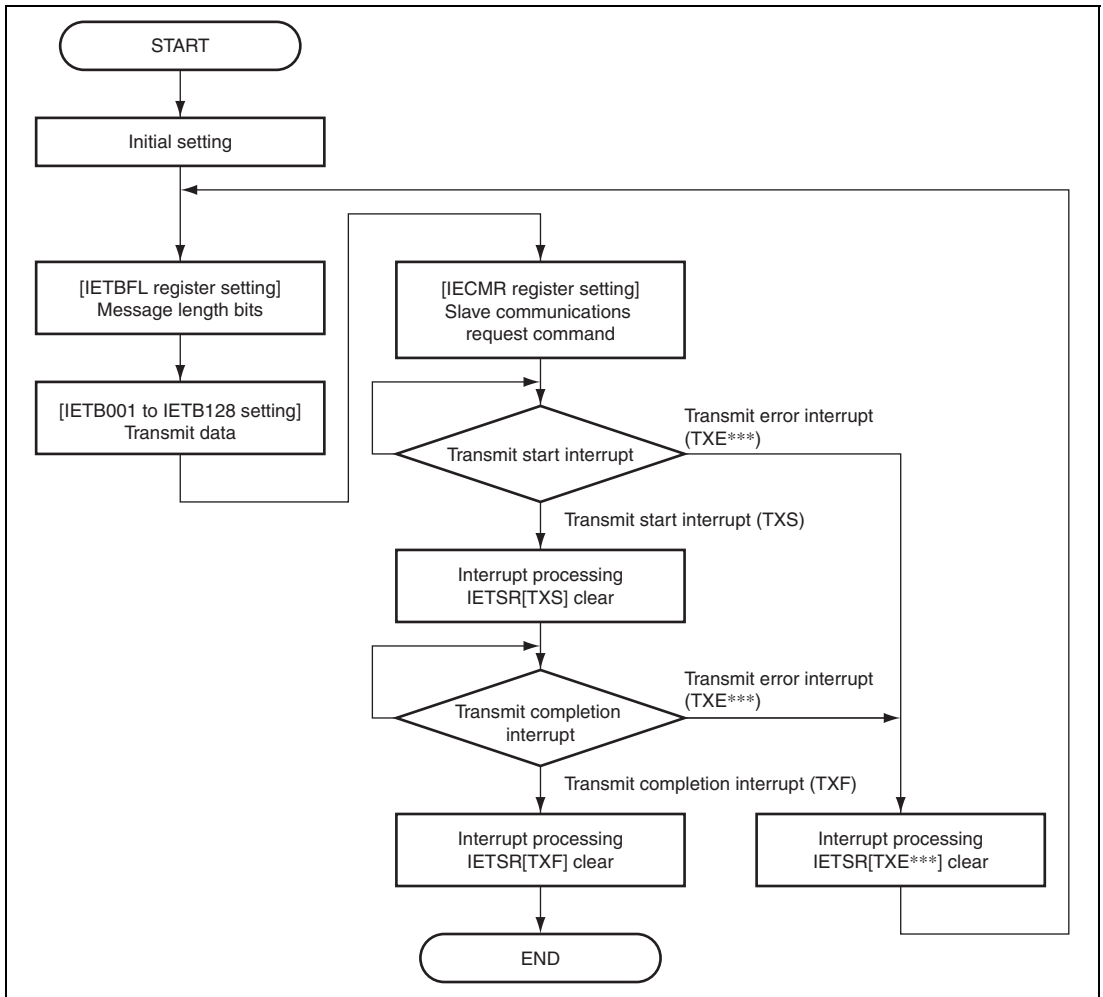 START
Initial setting
[IETBFL register setting]
Message length bits
[IETB001 to IETB128 setting]
Transmit data
[IECMR register setting]
Slave communications
request command
Transmit start interrupt
Transmit error interrupt
(TXE***)
Transmit start interrupt (TXS)
Interrupt processing
IETSR[TXS] clear
Transmit completion
interrupt
Transmit error interrupt
(TXE***)
Transmit completion interrupt (TXF)
Interrupt processing
IETSR[TXF] clear
Interrupt processing
IETSR[TXE***] clear
END